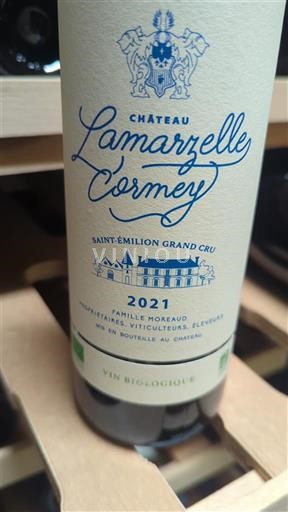 CHÂTEAU
Lamarzelle
Cormey
SAINT-ÉMILION GRAND CRU
VINIOU
2021
FAMILLE MOREAUD
PROPRIÉTAIRES, VITICULTEURS, ÉLEVEURS
MIS EN BOUTEILLE AU CHÂTEAU
VIN BIOLOGIQUE